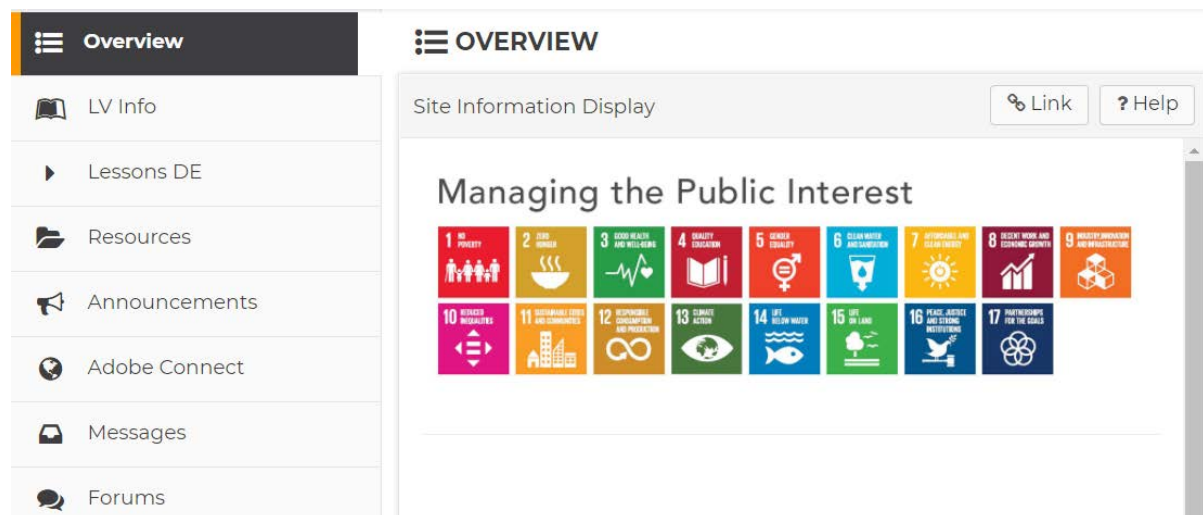 Overview
LV Info
Lessons DE
Resources
Announcements
Adobe Connect
Messages
Forums
OVERVIEW
Site Information Display
Link
? Help
Managing the Public Interest
1 NO
POVERTY
2 ZERO
HUNGER
3 GOOD HEALTH
AND WELL-BEING
4 QUALITY
EDUCATION
5 GENDER
EQUALITY
6 CLEAN WATER
AND SANITATION
7 AFFORDABLE AND
CLEAN ENERGY
8 DECENT WORK AND
ECONOMIC GROWTH
9 INDUSTRY, INNOVATION
AND INFRASTRUCTURE
10 REDUCED
INEQUALITIES
11 SUSTAINABLE CITIES
AND COMMUNITIES
12 RESPONSIBLE
CONSUMPTION
AND PRODUCTION
13 CLIMATE
ACTION
14 LIFE
BELOW WATER
15 LIFE
ON LAND
16 PEACE, JUSTICE
AND STRONG
INSTITUTIONS
17 PARTNERSHIPS
FOR THE GOALS